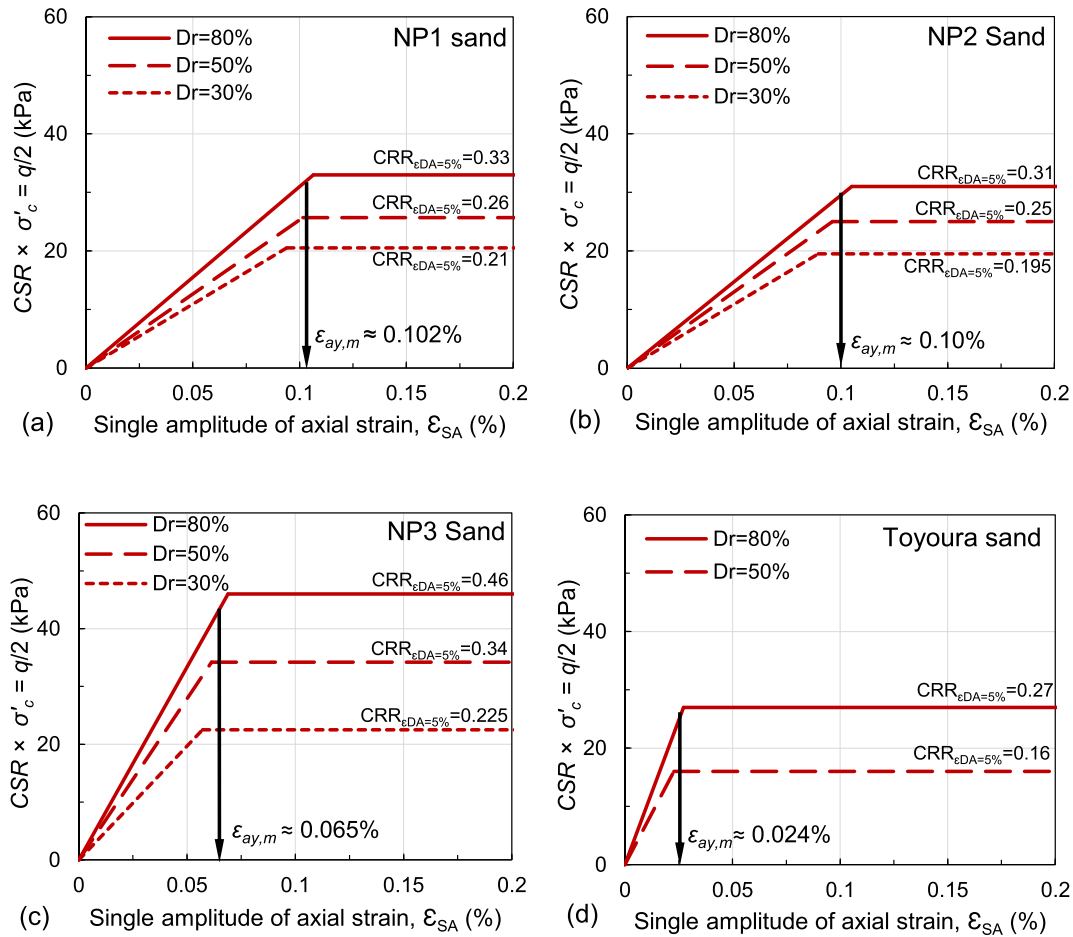 NP1 sand
Dr=80%
Dr=50%
Dr=30%
CSR × σ′c = q/2 (kPa)
60
40
20
0
CRRεDA=5%=0.33
CRRεDA=5%=0.26
CRRεDA=5%=0.21
εay,m ≈ 0.102%
0 0.05 0.1 0.15 0.2
(a) Single amplitude of axial strain, ƐSA (%)
NP2 Sand
Dr=80%
Dr=50%
Dr=30%
CSR × σ′c = q/2 (kPa)
60
40
20
0
CRRεDA=5%=0.31
CRRεDA=5%=0.25
CRRεDA=5%=0.195
εay,m ≈ 0.10%
0 0.05 0.1 0.15 0.2
(b) Single amplitude of axial strain, ƐSA (%)
NP3 Sand
Dr=80%
Dr=50%
Dr=30%
CSR × σ′c = q/2 (kPa)
60
40
20
0
CRRεDA=5%=0.46
CRRεDA=5%=0.34
CRRεDA=5%=0.225
εay,m ≈ 0.065%
0 0.05 0.1 0.15 0.2
(c) Single amplitude of axial strain, ƐSA (%)
Toyoura sand
Dr=80%
Dr=50%
CSR × σ′c = q/2 (kPa)
60
40
20
0
CRRεDA=5%=0.27
CRRεDA=5%=0.16
εay,m≈ 0.024%
0 0.05 0.1 0.15 0.2
(d) Single amplitude of axial strain, ƐSA (%)